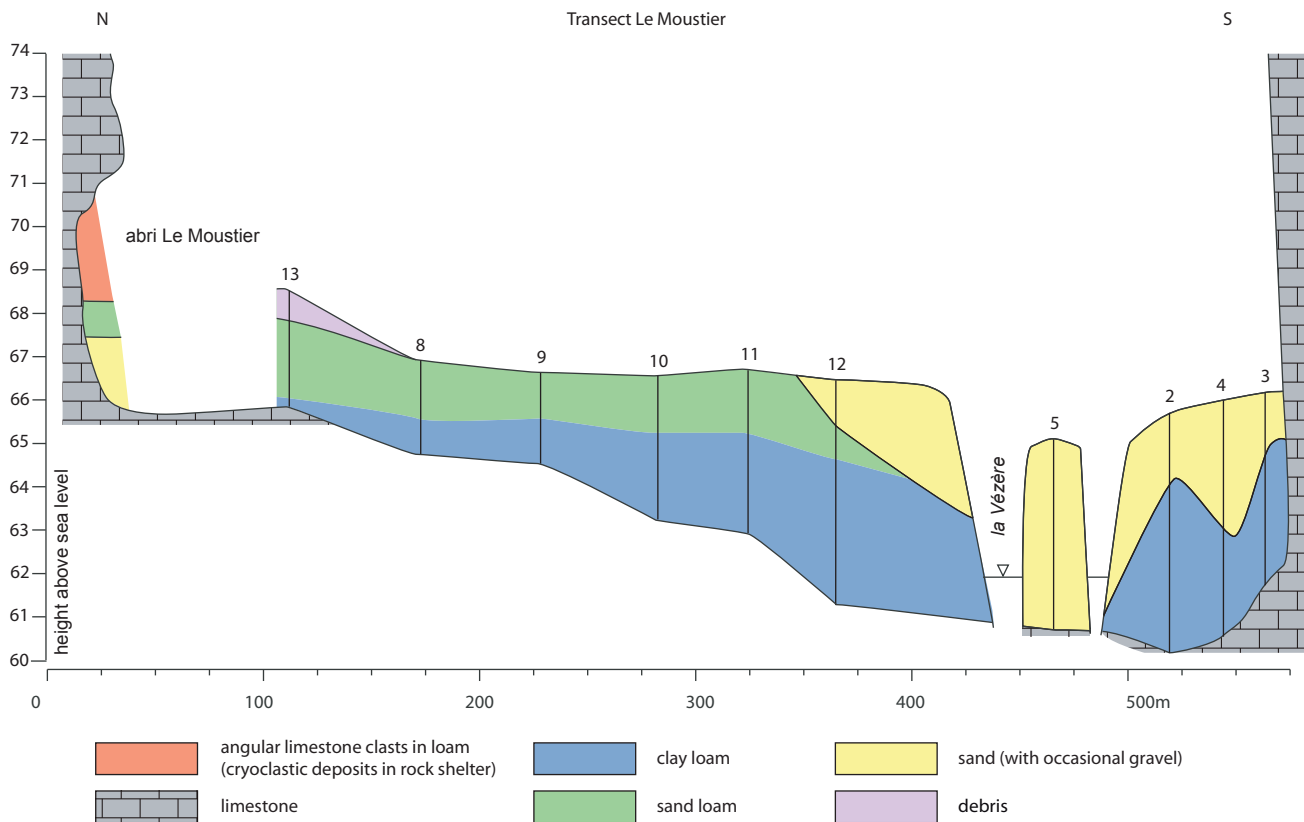 N
Transect Le Moustier
S
74
73
72
71
70
69
68
67
66
65
64
63
62
61
60
height above sea level
abri Le Moustier
13
8
9
10
11
12
5
2
4
3
la Vézère
0
100
200
300
400
500m
angular limestone clasts in loam
(cryoclastic deposits in rock shelter)
clay loam
sand (with occasional gravel)
limestone
sand loam
debris